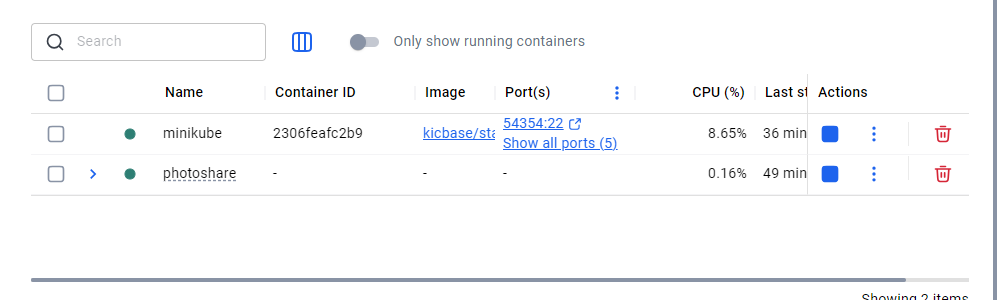 Search
Only show running containers
Name Container ID Image Port(s) CPU (%) Last st Actions
minikube 2306feafc2b9 kicbase/sta 54354:22 8.65% 36 min
Show all ports (5)
photoshare - - - 0.16% 49 min
Showing 2 items